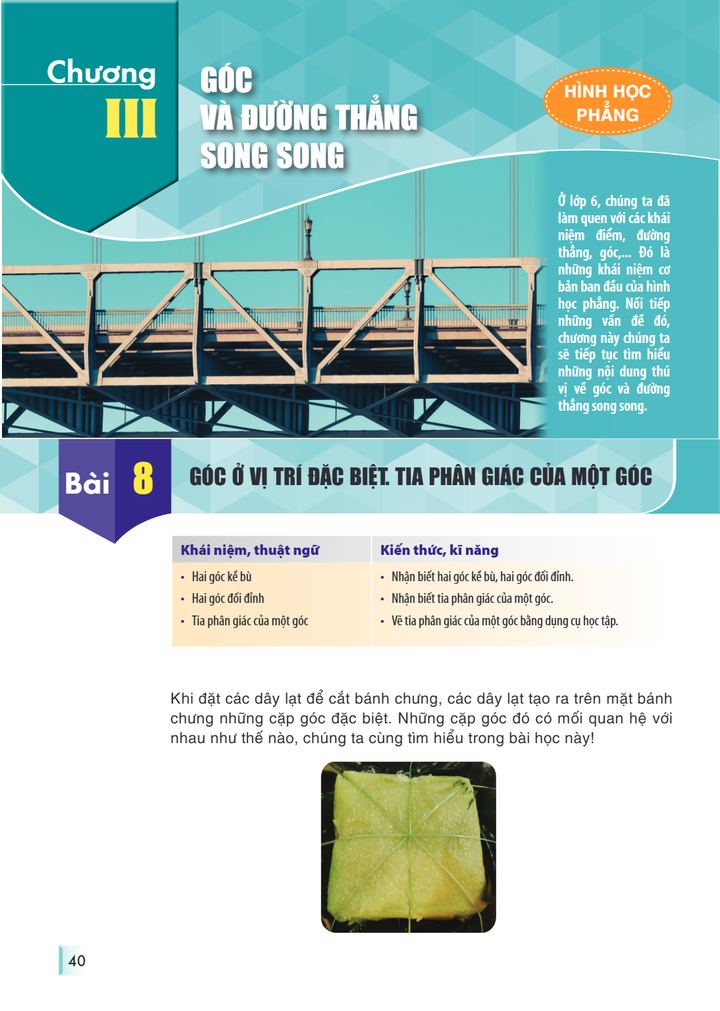 Chương
III
GÓC
VÀ ĐƯỜNG THẲNG
SONG SONG
HÌNH HỌC
PHẲNG
Ở lớp 6, chúng ta đã
làm quen với các khái
niệm điểm, đường
thẳng, góc,... Đó là
những khái niệm cơ
bản ban đầu của hình
học phẳng. Nối tiếp
những vấn đề đó,
chương này chúng ta
sẽ tiếp tục tìm hiểu
những nội dung thú
vị về góc và đường
thẳng song song.
Bài 8
GÓC Ở VỊ TRÍ ĐẶC BIỆT. TIA PHÂN GIÁC CỦA MỘT GÓC
Khái niệm, thuật ngữ
• Hai góc kề bù
• Hai góc đối đỉnh
• Tia phân giác của một góc
Kiến thức, kĩ năng
• Nhận biết hai góc kề bù, hai góc đối đỉnh.
• Nhận biết tia phân giác của một góc.
• Vẽ tia phân giác của một góc bằng dụng cụ học tập.
Khi đặt các dây lạt để cắt bánh chưng, các dây lạt tạo ra trên mặt bánh
chưng những cặp góc đặc biệt. Những cặp góc đó có mối quan hệ với
nhau như thế nào, chúng ta cùng tìm hiểu trong bài học này!
40